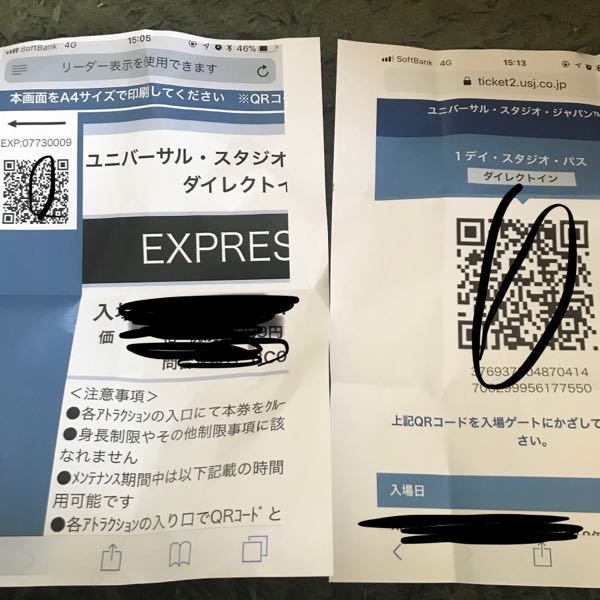 SoftBank 4G
15:05
46%
リーダー表示を使用できます
本画面をA4サイズで印刷してください ※QRコ
EXP:07730009
ユニバーサル・スタジオ
ダイレクトイ
EXPRES
入場
価
円
<注意事項>
●各アトラクションの入口にて本券をクルー
●身長制限やその他制限事項に該
なれません
●メンテナンス期間中は以下記載の時間
用可能です
●各アトラクションの入り口でQRコードと
SoftBank 4G
15:13
ticket2.usj.co.jp
ユニバーサル・スタジオ・ジャパン™
1デイ・スタジオ・パス
ダイレクトイン
上記QRコードを入場ゲートにかざして
さい。
入場日